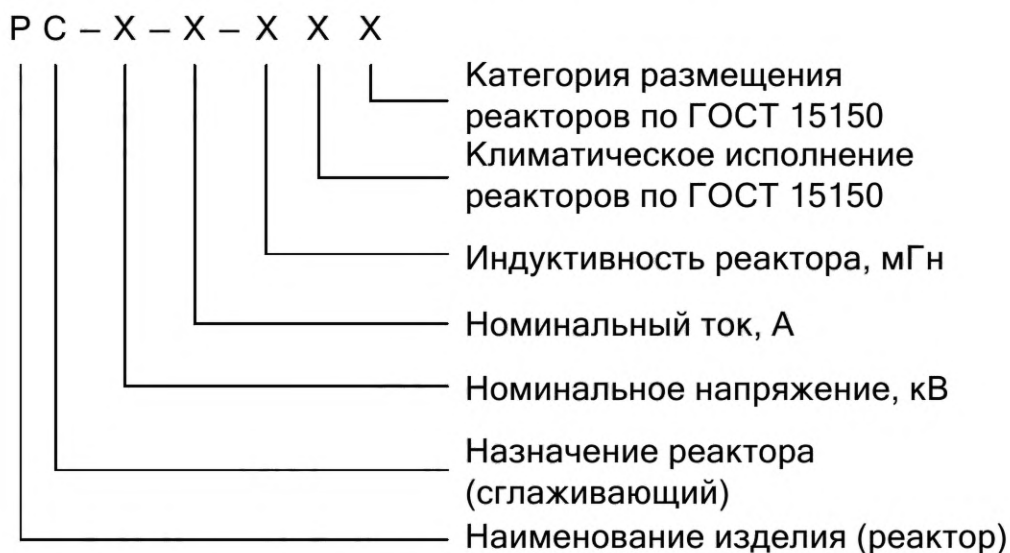 Р С – Х – Х – Х Х Х
Категория размещения
реакторов по ГОСТ 15150
Климатическое исполнение
реакторов по ГОСТ 15150
Индуктивность реактора, мГн
Номинальный ток, А
Номинальное напряжение, кВ
Назначение реактора
(сглаживающий)
Наименование изделия (реактор)